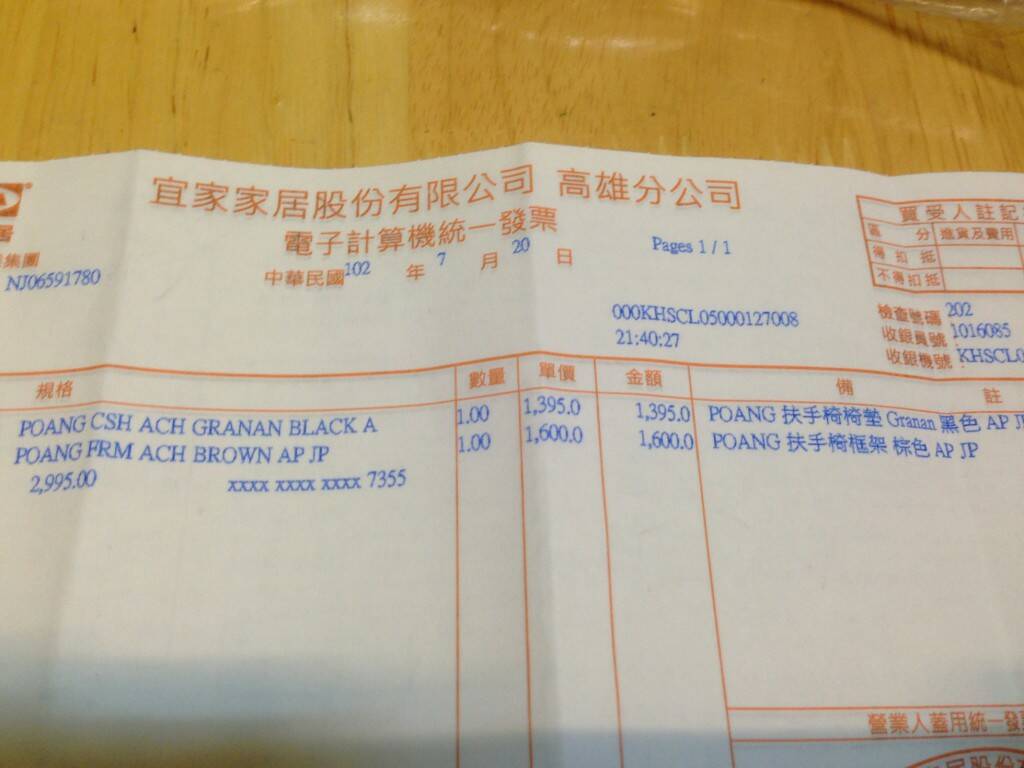 宜家家居股份有限公司 高雄分公司
電子計算機統一發票
中華民國102年7月20日
Pages 1 / 1
集團
NJ06591780
000KHSCL05000127008
21:40:27
買受人註記
區分 進貨及費用
得扣抵
不得扣抵
檢查號碼 202
收銀員號 1016085
收銀機號 : KHSCL0
規格 數量 單價 金額 備註
POANG CSH ACH GRANAN BLACK A 1.00 1,395.0 1,395.0 POANG 扶手椅椅墊 Granan 黑色 AP
POANG FRM ACH BROWN AP JP 1.00 1,600.0 1,600.0 POANG 扶手椅框架 棕色 AP JP
2,995.00 xxxx xxxx xxxx 7355
營業人蓋用統一發